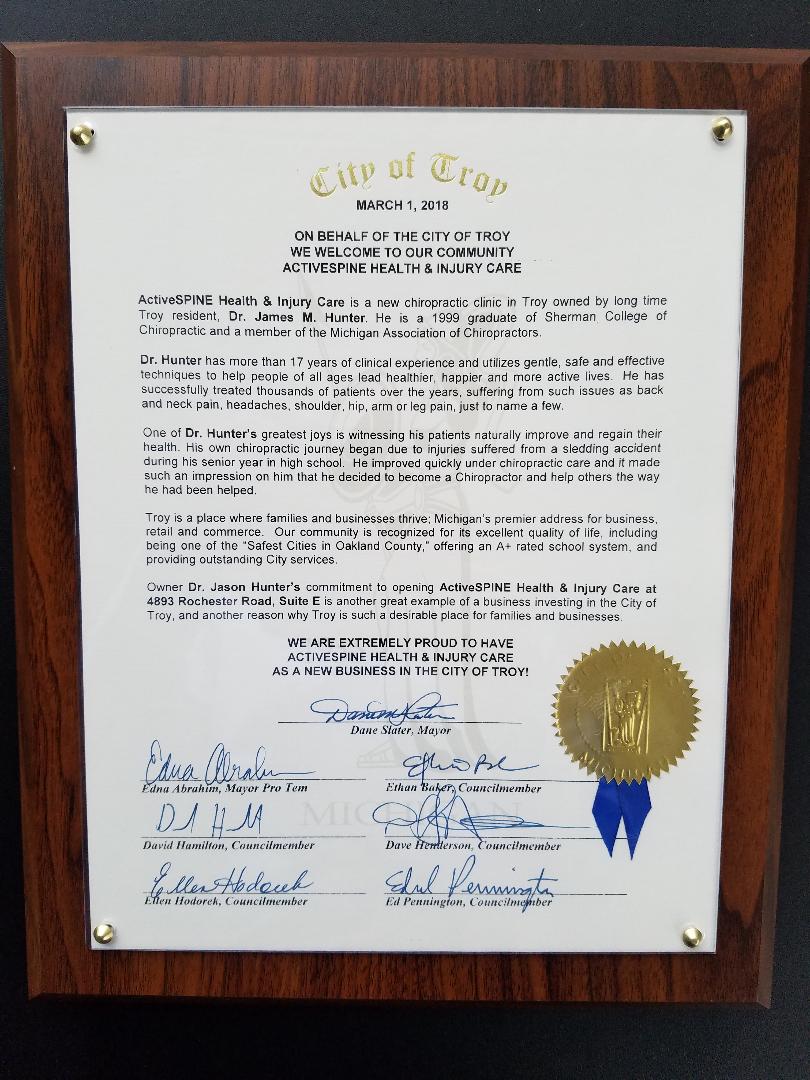 City of Troy
MARCH 1, 2018
ON BEHALF OF THE CITY OF TROY
WE WELCOME TO OUR COMMUNITY
ACTIVESPINE HEALTH & INJURY CARE
ActiveSPINE Health & Injury Care is a new chiropractic clinic in Troy owned by long time
Troy resident, Dr. James M. Hunter. He is a 1999 graduate of Sherman College of
Chiropractic and a member of the Michigan Association of Chiropractors.
Dr. Hunter has more than 17 years of clinical experience and utilizes gentle, safe and effective
techniques to help people of all ages lead healthier, happier and more active lives. He has
successfully treated thousands of patients over the years, suffering from such issues as back
and neck pain, headaches, shoulder, hip, arm or leg pain, just to name a few.
One of Dr. Hunter's greatest joys is witnessing his patients naturally improve and regain their
health. His own chiropractic journey began due to injuries suffered from a sledding accident
during his senior year in high school. He improved quickly under chiropractic care and it made
such an impression on him that he decided to become a Chiropractor and help others the way
he had been helped.
Troy is a place where families and businesses thrive; Michigan's premier address for business,
retail and commerce. Our community is recognized for its excellent quality of life, including
being one of the "Safest Cities in Oakland County," offering an A+ rated school system, and
providing outstanding City services.
Owner Dr. Jason Hunter's commitment to opening ActiveSPINE Health & Injury Care at
4893 Rochester Road, Suite E is another great example of a business investing in the City of
Troy, and another reason why Troy is such a desirable place for families and businesses.
WE ARE EXTREMELY PROUD TO HAVE
ACTIVESPINE HEALTH & INJURY CARE
AS A NEW BUSINESS IN THE CITY OF TROY!
Dane Slater, Mayor
Edna Abrahim
Edna Abrahim, Mayor Pro Tem
Ethan Baker, Councilmember
MICHIGAN
David Hamilton, Councilmember
Dave Henderson, Councilmember
Ellen Hodorek
Ellen Hodorek, Councilmember
Ed Pennington
Ed Pennington, Councilmember